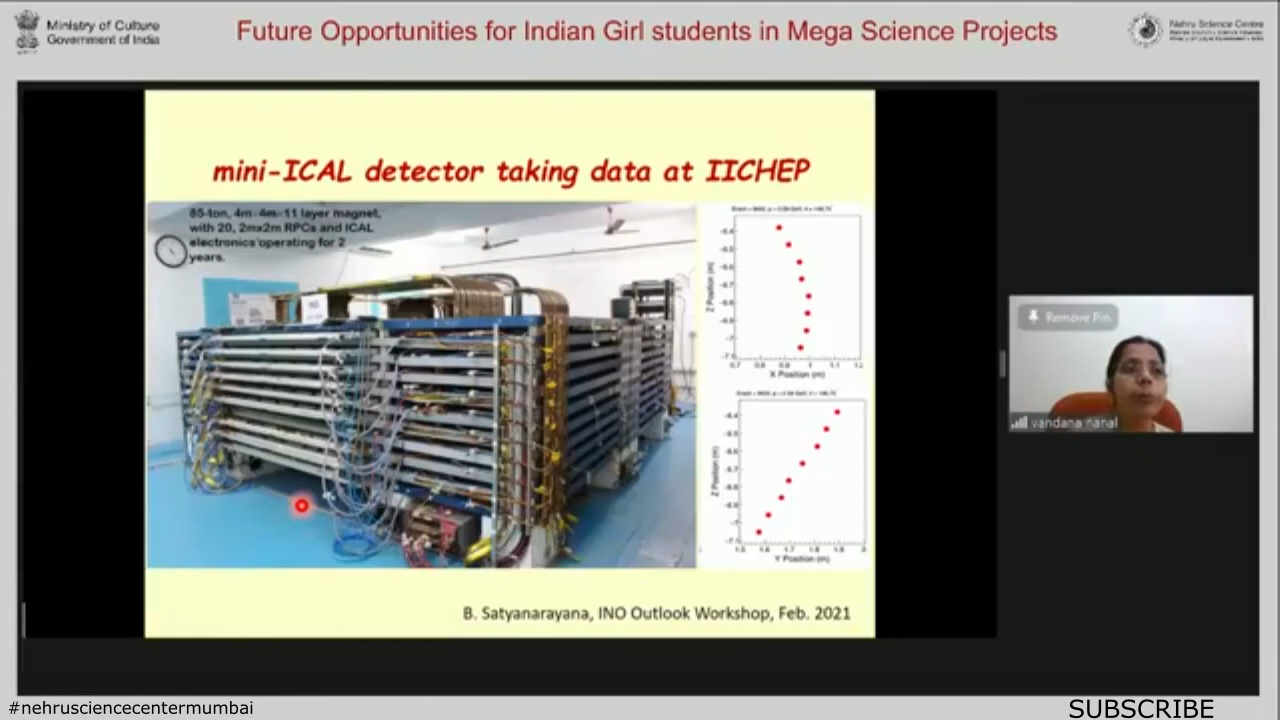 Ministry of Culture
Government of India
Future Opportunities for Indian Girl students in Mega Science Projects
Nehru Science Centre
mini-ICAL detector taking data at IICHEP
85-ton, 4m×4m×11 layer magnet,
with 20, 2mx2m RPCs and ICAL
electronics operating for 2
years.
Z Position (m)
X Position (m)
Z Position (m)
Y Position (m)
B. Satyanarayana, INO Outlook Workshop, Feb. 2021
Remove Pin
vandana nanal
#nehrusciencecentermumbai
SUBSCRIBE